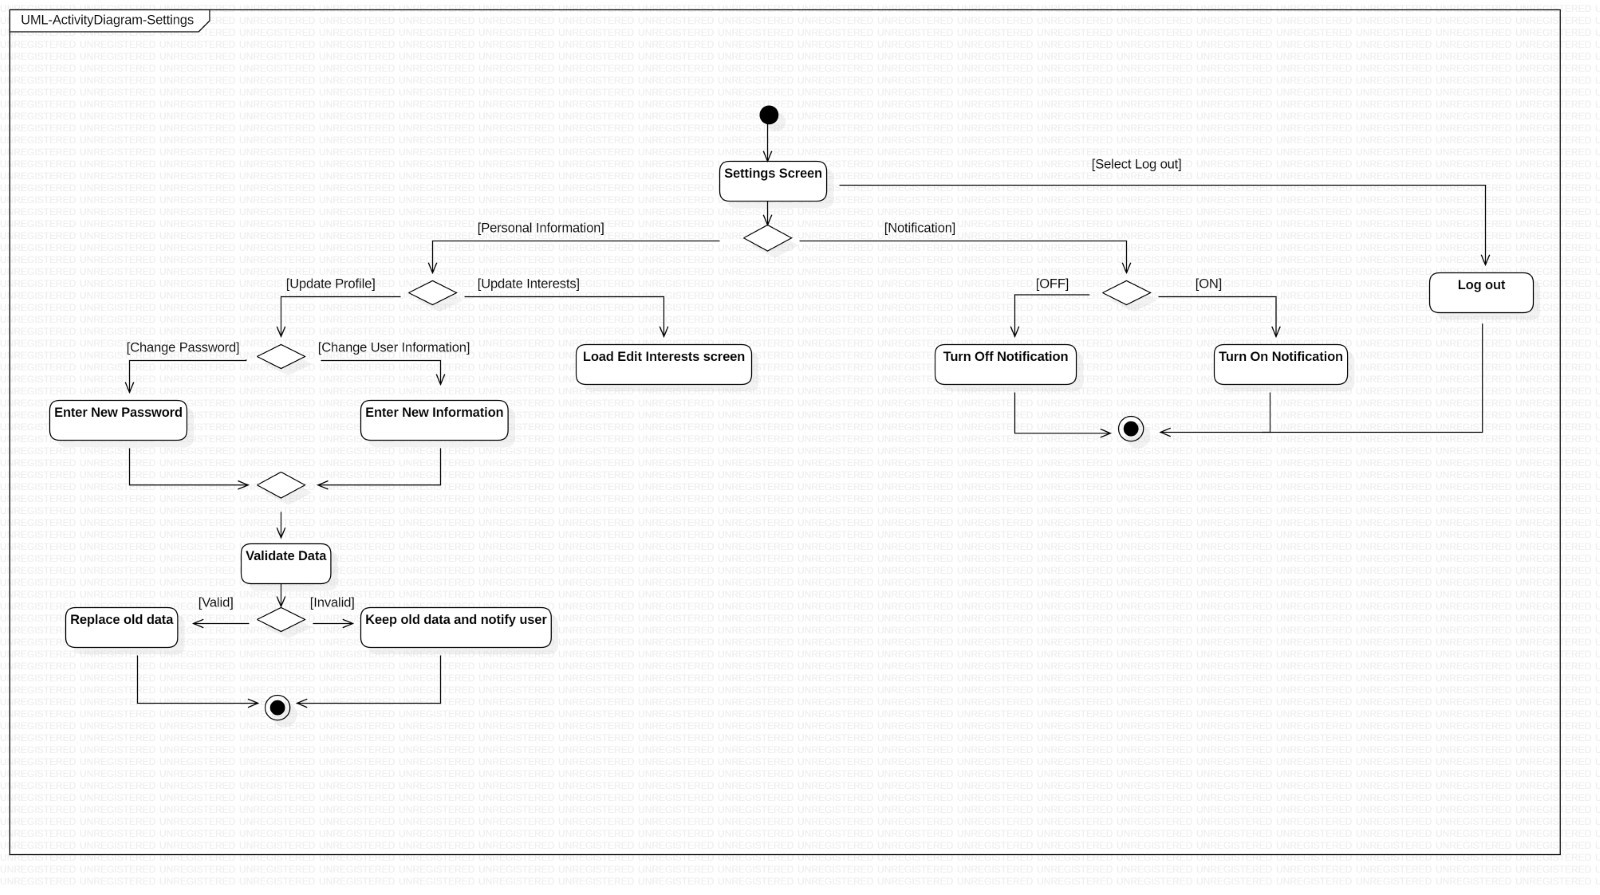 UML-ActivityDiagram-Settings
[Select Log out]
Settings Screen
[Personal Information]
[Notification]
[Update Profile]
[Update Interests]
[OFF]
[ON]
Log out
[Change Password]
[Change User Information]
Load Edit Interests screen
Turn Off Notification
Turn On Notification
Enter New Password
Enter New Information
Validate Data
[Valid]
[Invalid]
Replace old data
Keep old data and notify user
UNREGISTERED